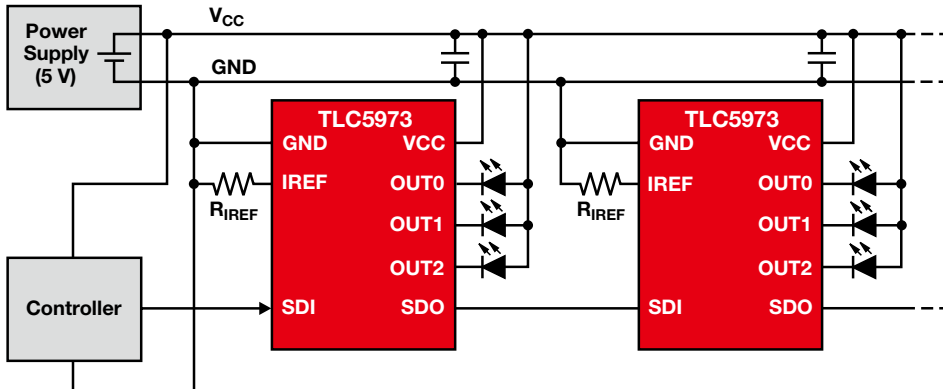 Power
Supply
(5 V)
VCC
GND
TLC5973
GND
VCC
IREF
OUT0
RIREF
OUT1
OUT2
SDI
SDO
TLC5973
GND
VCC
IREF
OUT0
RIREF
OUT1
OUT2
SDI
SDO
Controller